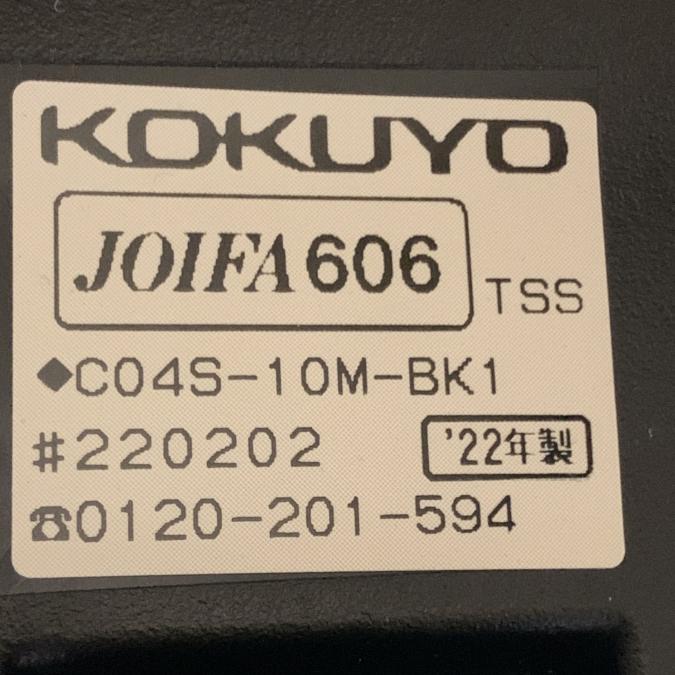 KOKUYO
JOIFA606 TSS
◆C04S-10M-BK1
#220202 '22年製
☎0120-201-594